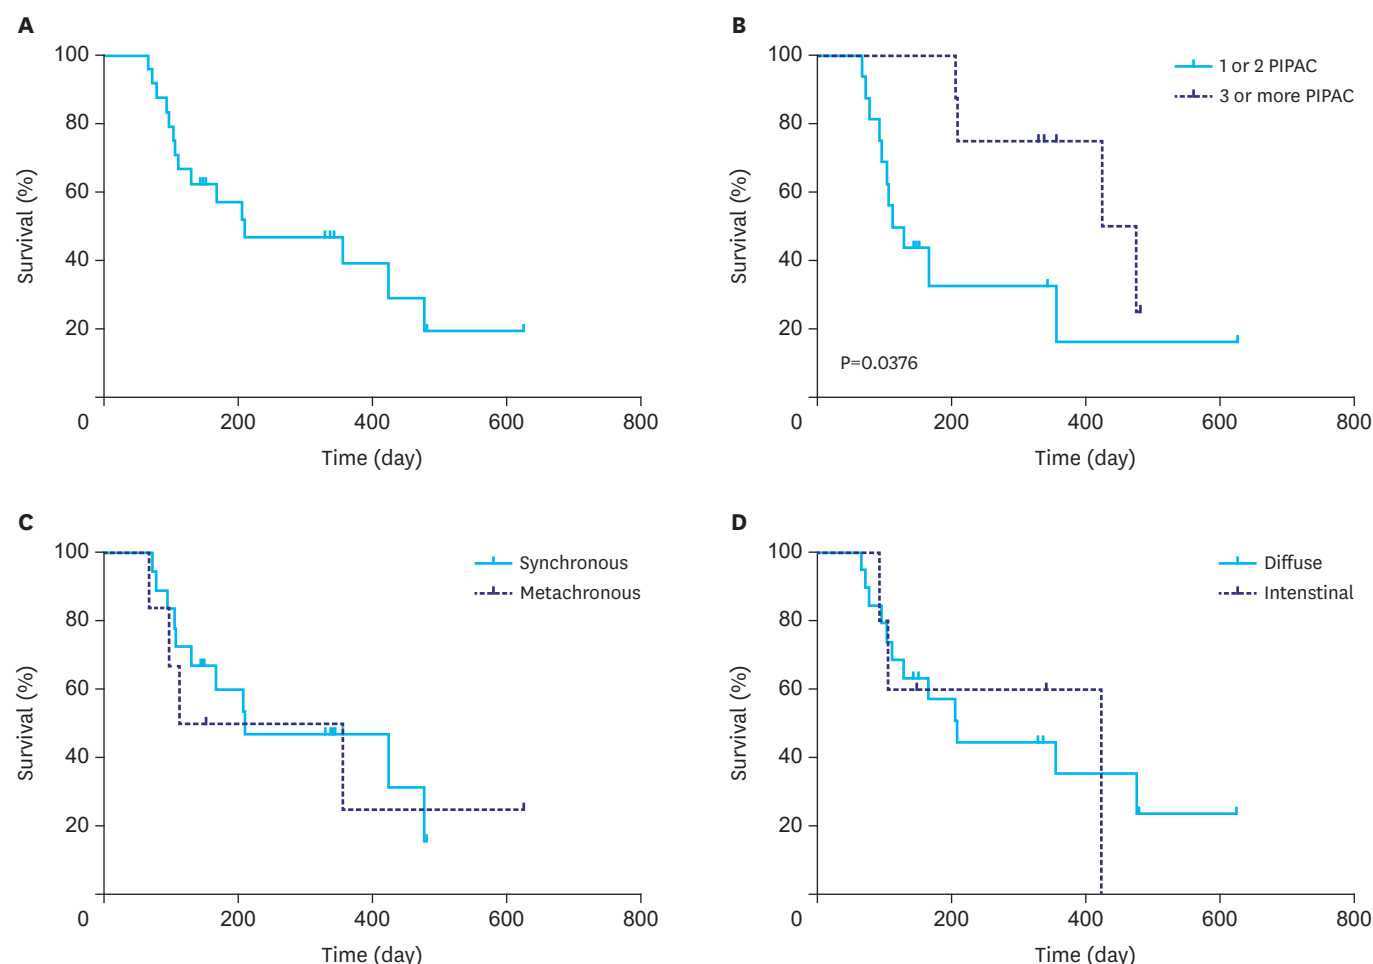 A
100
80
60
40
20
0
200
400
600
800
Survival (%)
Time (day)
B
100
80
60
40
20
0
200
400
600
800
Survival (%)
Time (day)
1 or 2 PIPAC
3 or more PIPAC
P=0.0376
C
100
80
60
40
20
0
200
400
600
800
Survival (%)
Time (day)
Synchronous
Metachronous
D
100
80
60
40
20
0
200
400
600
800
Survival (%)
Time (day)
Diffuse
Intenstinal